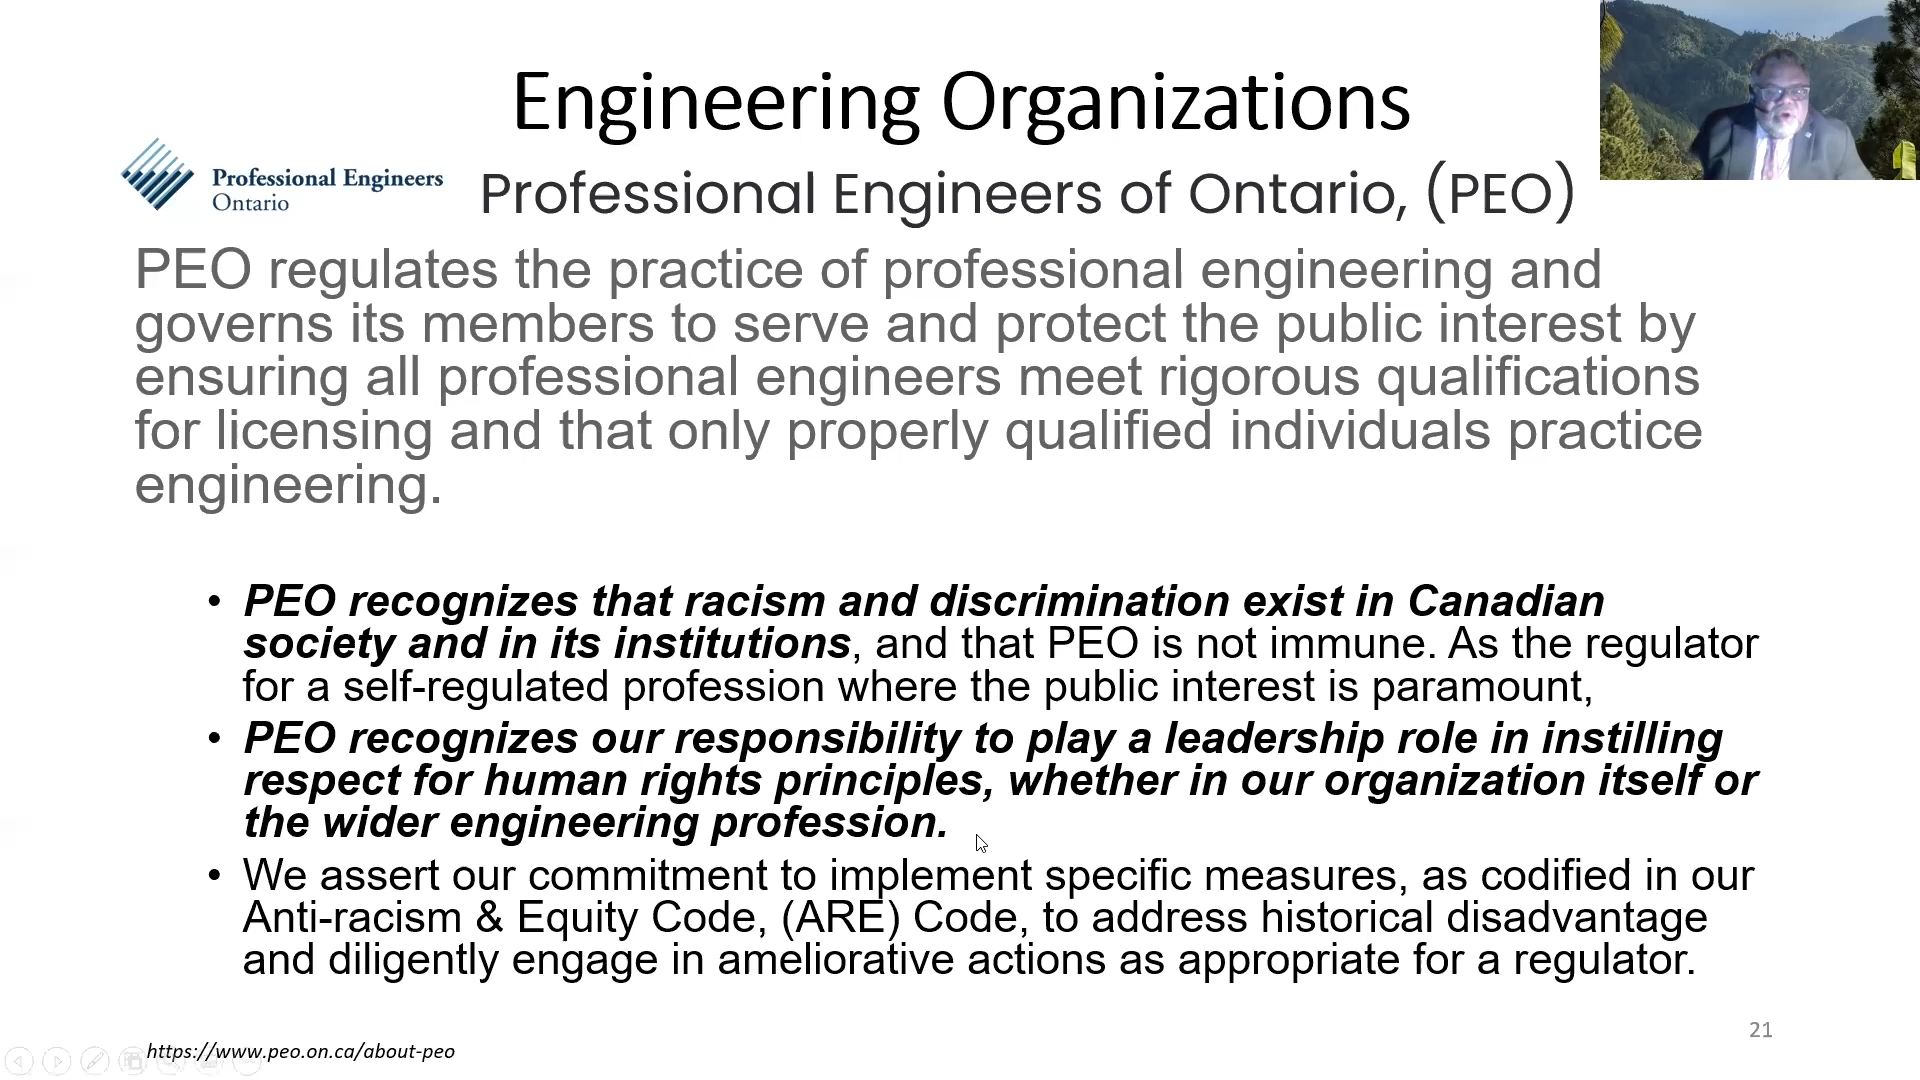 Engineering Organizations
Professional Engineers
Ontario
Professional Engineers of Ontario, (PEO)
PEO regulates the practice of professional engineering and
governs its members to serve and protect the public interest by
ensuring all professional engineers meet rigorous qualifications
for licensing and that only properly qualified individuals practice
engineering.
• PEO recognizes that racism and discrimination exist in Canadian
society and in its institutions, and that PEO is not immune. As the regulator
for a self-regulated profession where the public interest is paramount,
• PEO recognizes our responsibility to play a leadership role in instilling
respect for human rights principles, whether in our organization itself or
the wider engineering profession.
• We assert our commitment to implement specific measures, as codified in our
Anti-racism & Equity Code, (ARE) Code, to address historical disadvantage
and diligently engage in ameliorative actions as appropriate for a regulator.
21
https://www.peo.on.ca/about-peo